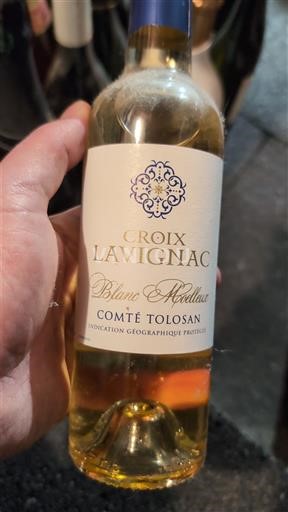 CROIX
LAVIGNAC
Blanc Moelleux
COMTÉ TOLOSAN
INDICATION GÉOGRAPHIQUE PROTÉGÉE